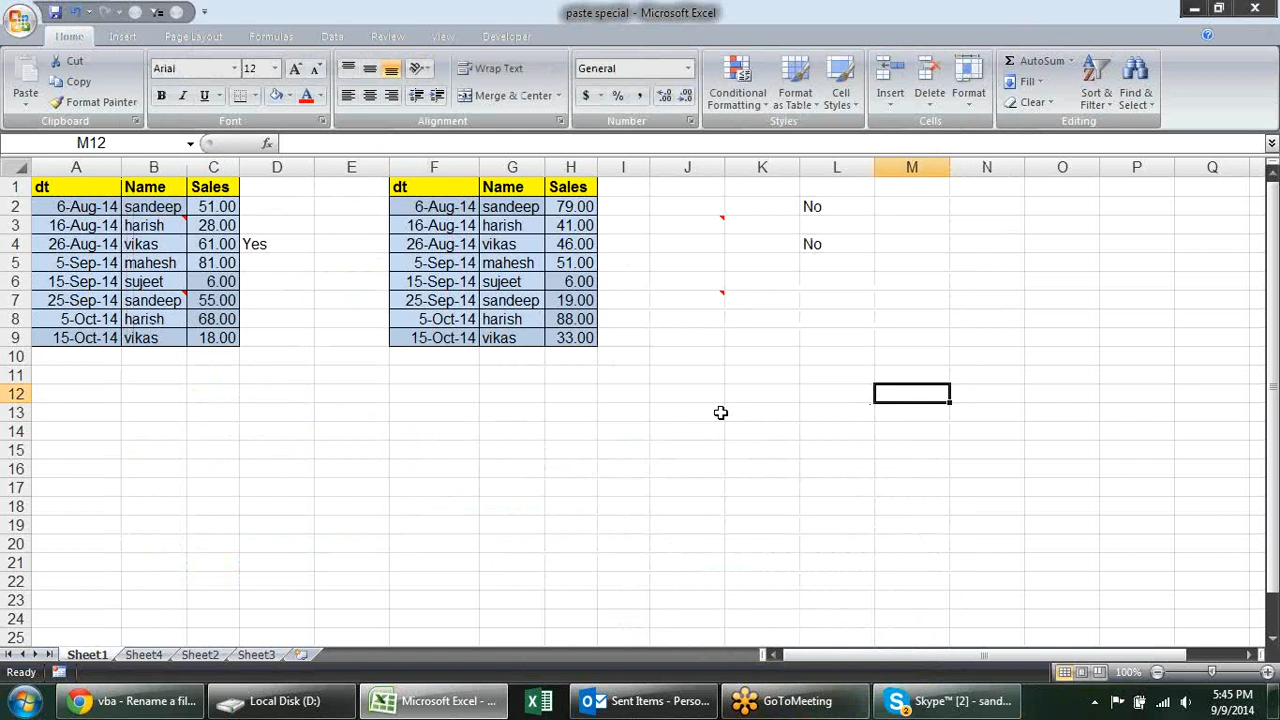 paste special - Microsoft Excel
Home Insert Page Layout Formulas Data Review View Developer
Paste Cut Copy Format Painter Clipboard
Arial 12 B I U A A A Font
Wrap Text Merge & Center Alignment
General $ % , .0 .00 .00 .0 Number
Conditional Formatting Format as Table Cell Styles Styles
Insert Delete Format Cells
Σ AutoSum Fill Clear Sort & Filter Find & Select Editing
M12 fx
A B C D E F G H I J K L M N O P Q
1 dt Name Sales dt Name Sales
2 6-Aug-14 sandeep 51.00 6-Aug-14 sandeep 79.00 No
3 16-Aug-14 harish 28.00 16-Aug-14 harish 41.00
4 26-Aug-14 vikas 61.00 Yes 26-Aug-14 vikas 46.00 No
5 5-Sep-14 mahesh 81.00 5-Sep-14 mahesh 51.00
6 15-Sep-14 sujeet 6.00 15-Sep-14 sujeet 6.00
7 25-Sep-14 sandeep 55.00 25-Sep-14 sandeep 19.00
8 5-Oct-14 harish 68.00 5-Oct-14 harish 88.00
9 15-Oct-14 vikas 18.00 15-Oct-14 vikas 33.00
10
11
12
13
14
15
16
17
18
19
20
21
22
23
24
25
Sheet1 Sheet4 Sheet2 Sheet3
Ready 100%
vba - Rename a fil... Local Disk (D:) Microsoft Excel - ... Sent Items - Perso... GoToMeeting Skype™ [2] - sand... 5:45 PM
9/9/2014